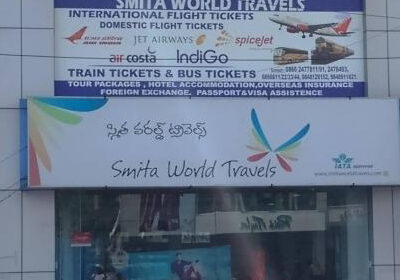 SMITA WORLD TRAVELS
INTERNATIONAL FLIGHT TICKETS
DOMESTIC FLIGHT TICKETS
JET AIRWAYS spicejet
air costa IndiGo
TRAIN TICKETS & BUS TICKETS
TOUR PACKAGES , HOTEL ACCOMMODATION,OVERSEAS INSURANCE
FOREIGN EXCHANGE, PASSPORT&VISA ASSISTENCE
స్మిత వరల్డ్ ట్రావెల్స్
Smita World Travels
IATA